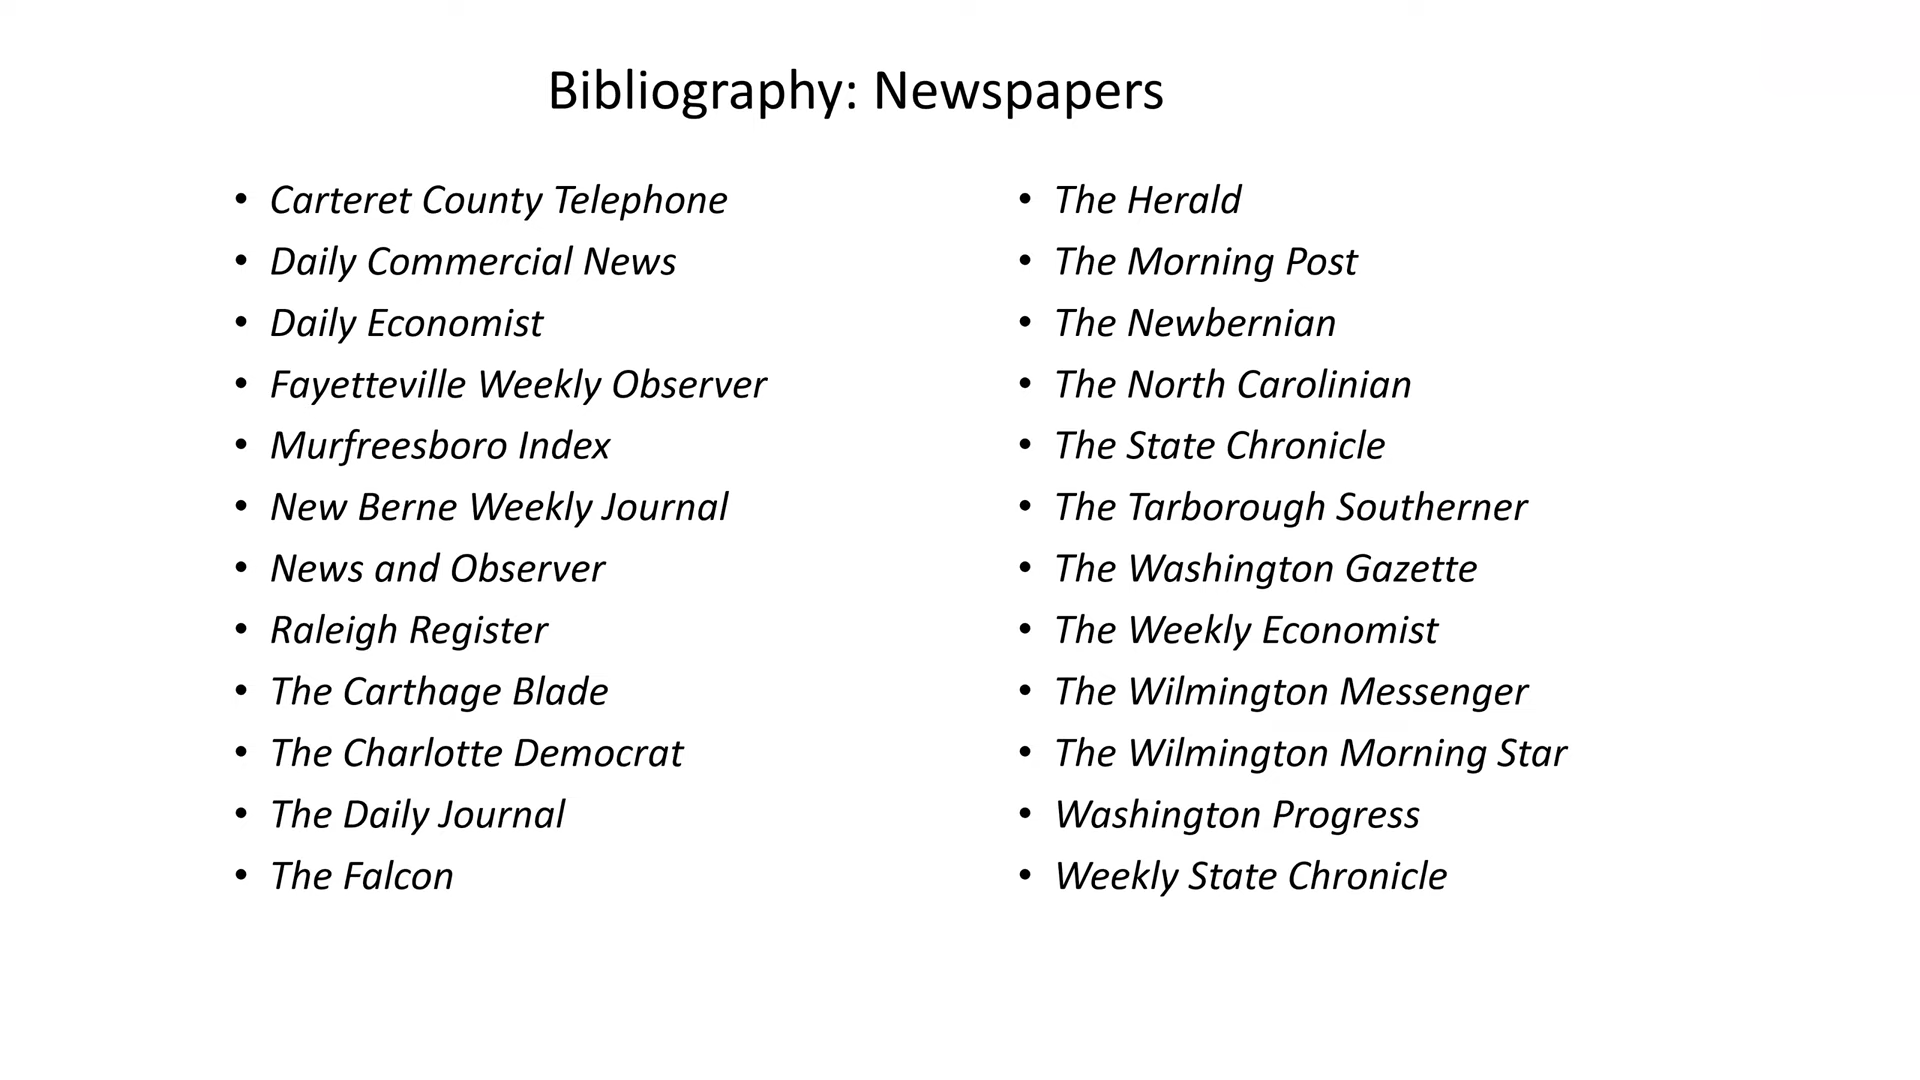 Bibliography: Newspapers
• Carteret County Telephone
• Daily Commercial News
• Daily Economist
• Fayetteville Weekly Observer
• Murfreesboro Index
• New Berne Weekly Journal
• News and Observer
• Raleigh Register
• The Carthage Blade
• The Charlotte Democrat
• The Daily Journal
• The Falcon
• The Herald
• The Morning Post
• The Newbernian
• The North Carolinian
• The State Chronicle
• The Tarborough Southerner
• The Washington Gazette
• The Weekly Economist
• The Wilmington Messenger
• The Wilmington Morning Star
• Washington Progress
• Weekly State Chronicle